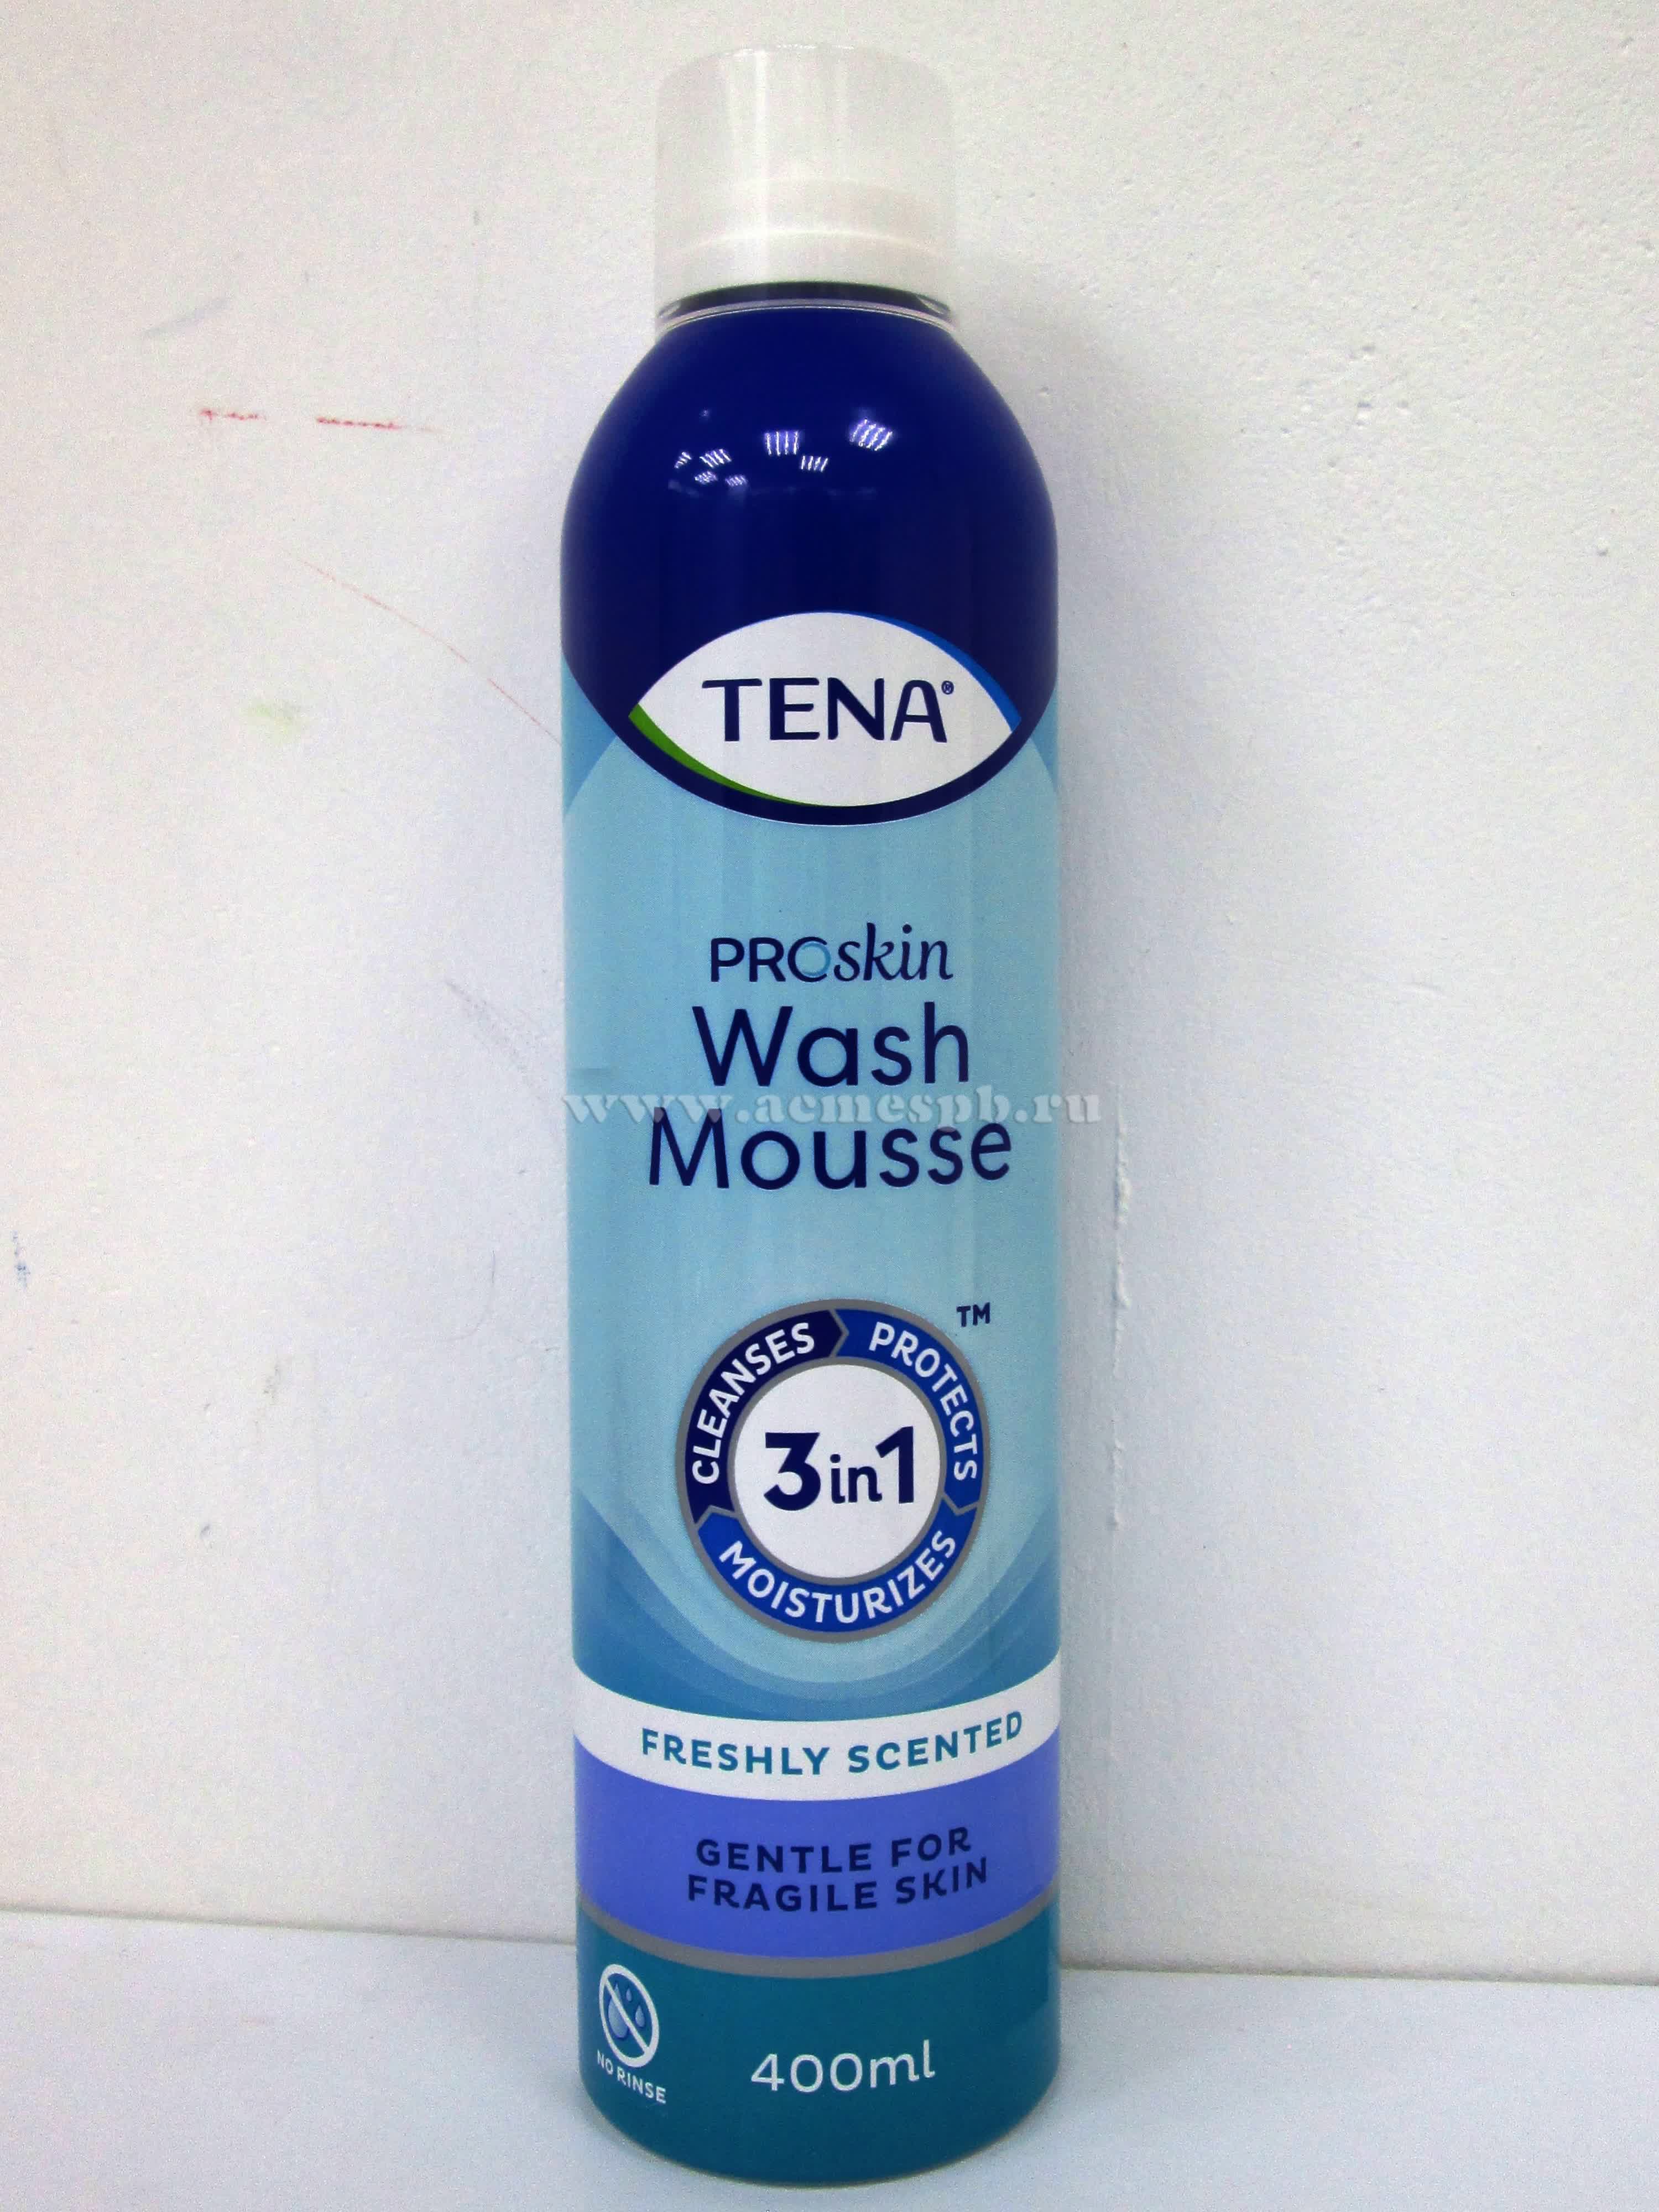 TENA®
PROskin
Wash
www.acmespb.ru
Mousse
TM
CLEANSES
PROTECTS
3in1
MOISTURIZES
FRESHLY SCENTED
GENTLE FOR
FRAGILE SKIN
NO RINSE
400ml